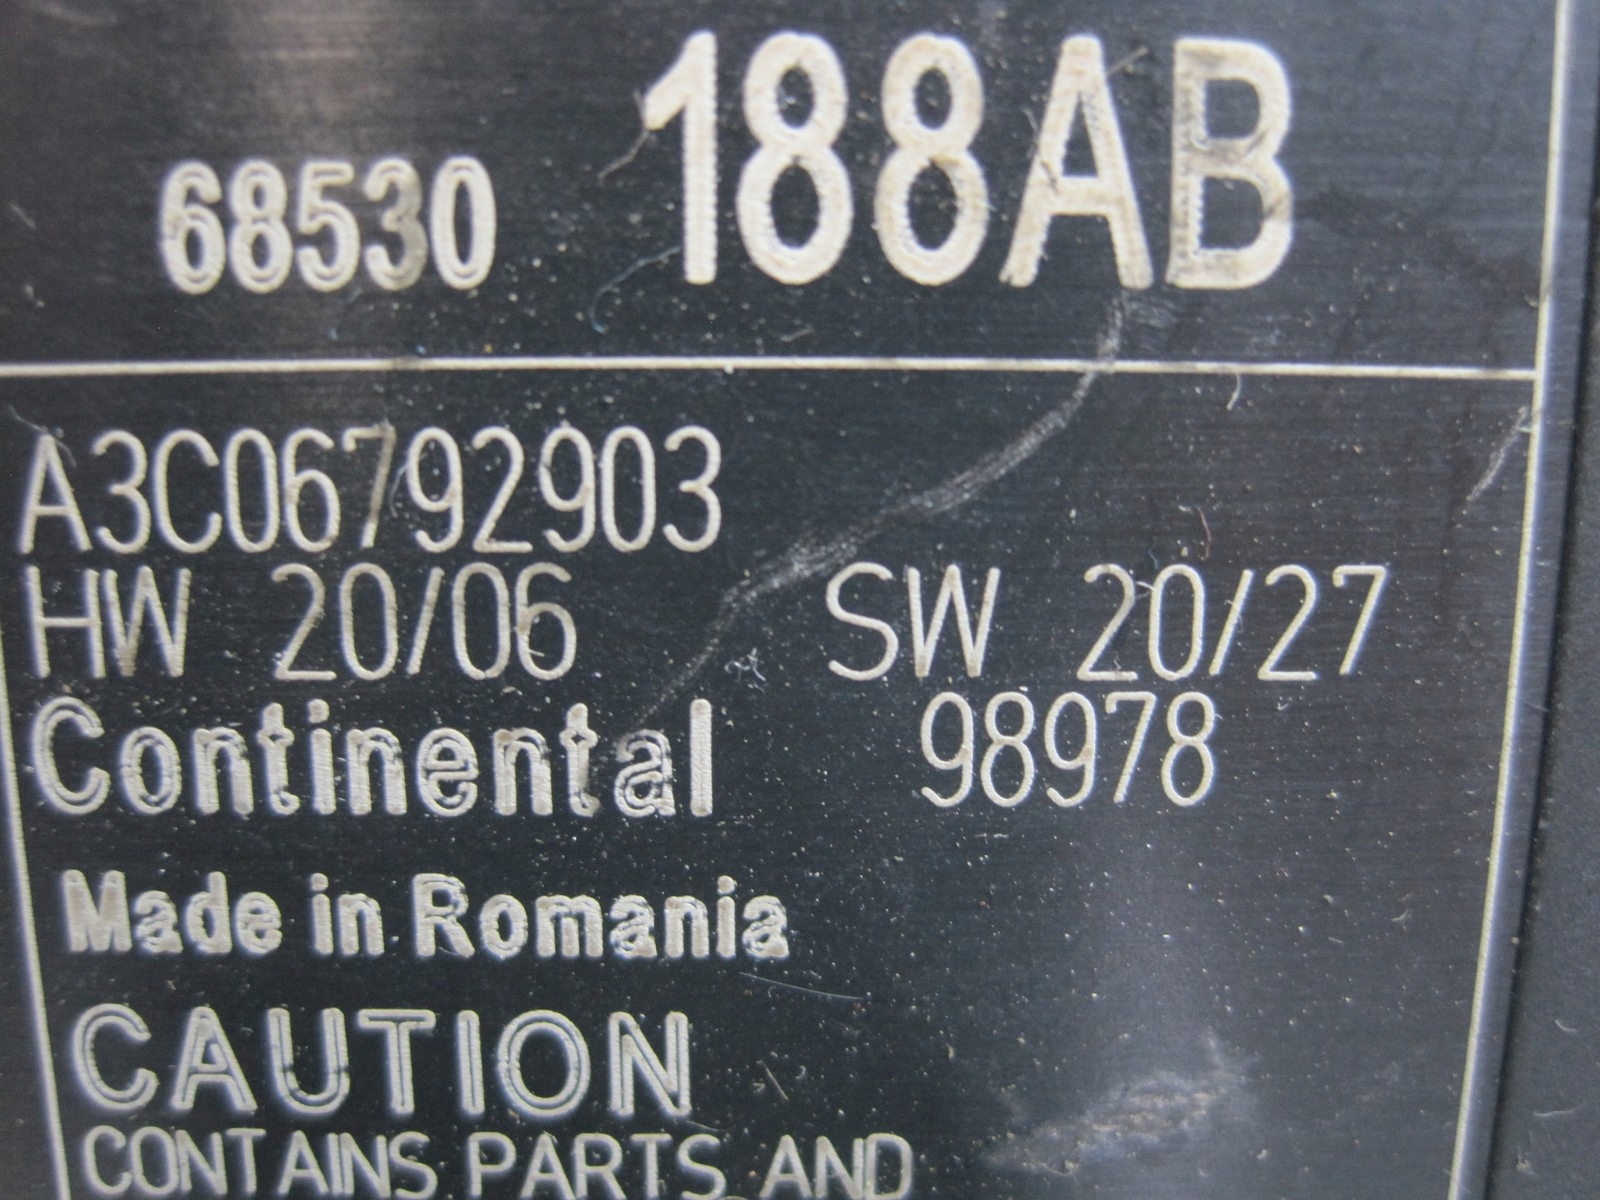 68530 188AB
A3C06792903
HW 20/06 SW 20/27
Continental 98978
Made in Romania
CAUTION
CONTAINS PARTS AND